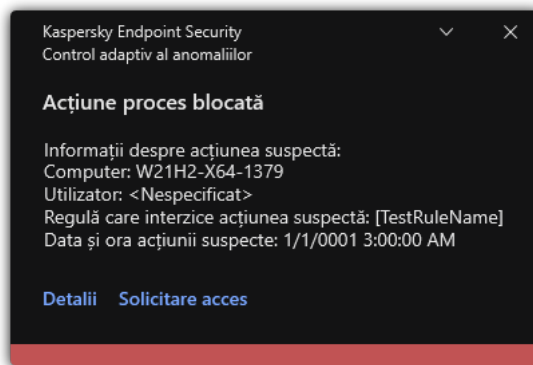 Kaspersky Endpoint Security
Control adaptiv al anomaliilor
Acțiune proces blocată
Informații despre acțiunea suspectă:
Computer: W21H2-X64-1379
Utilizator: <Nespecificat>
Regulă care interzice acțiunea suspectă: [TestRuleName]
Data și ora acțiunii suspecte: 1/1/0001 3:00:00 AM
Detalii Solicitare acces